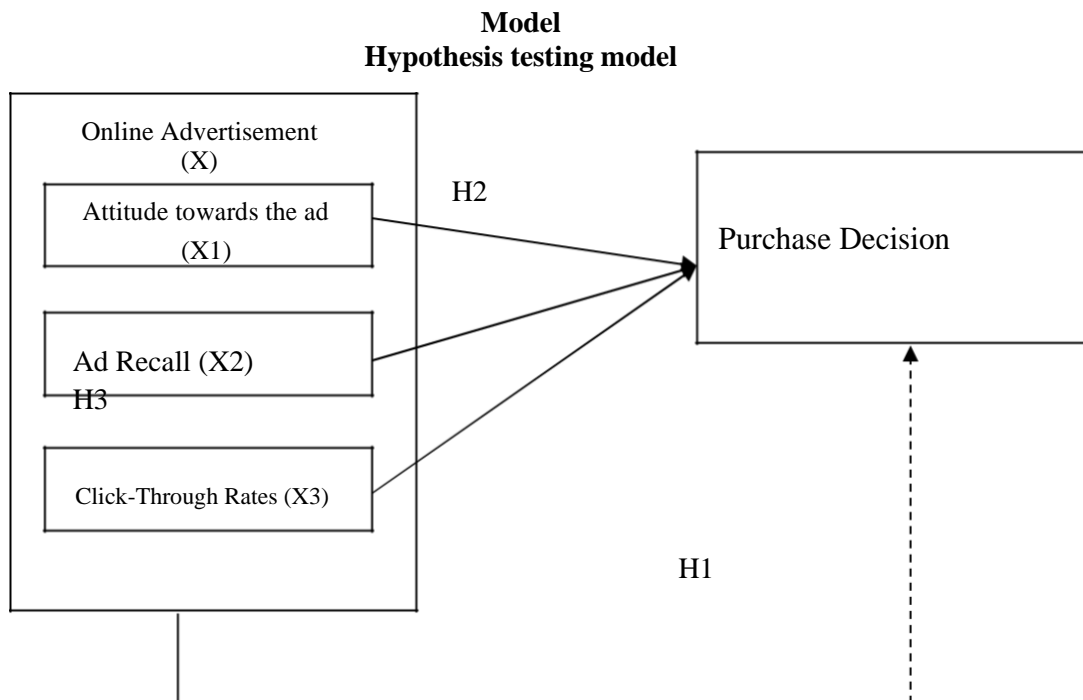 Model
Hypothesis testing model
Online Advertisement
(X)
Attitude towards the ad
(X1)
H2
Purchase Decision
Ad Recall (X2)
H3
Click-Through Rates (X3)
H1